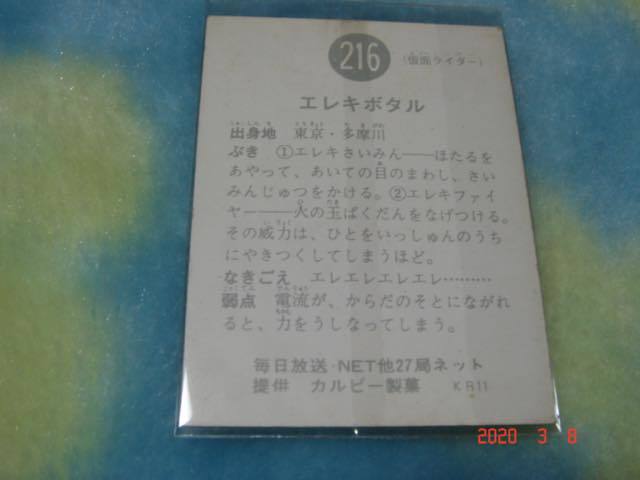 216
(仮面ライダー)
エレキボタル
出身地 東京・多摩川
ぶき ①エレキさいみん――ほたるを
あやつって、あいての目のまわし、さい
みんじゅつをかける。②エレキファイ
ヤー――火の玉ばくだんをなげつける。
その威力は、ひとをいっしゅんのうち
にやきつくしてしまうほど。
なきごえ エレエレエレエレ………
弱点 電流が、からだのそとにながれ
ると、力をうしなってしまう。
毎日放送・NET他27局ネット
提供 カルビー製菓 KR11
2020 3 8